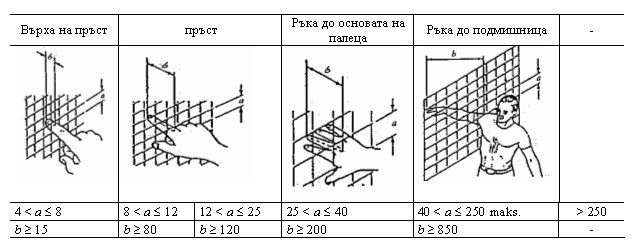 Върха на пръст пръст Ръка до основата на палеца Ръка до подмишница -
b a b a b a b a
4 < a ≤ 8 8 < a ≤ 12 12 < a ≤ 25 25 < a ≤ 40 40 < a ≤ 250 maks. > 250
b ≥ 15 b ≥ 80 b ≥ 120 b ≥ 200 b ≥ 850 -